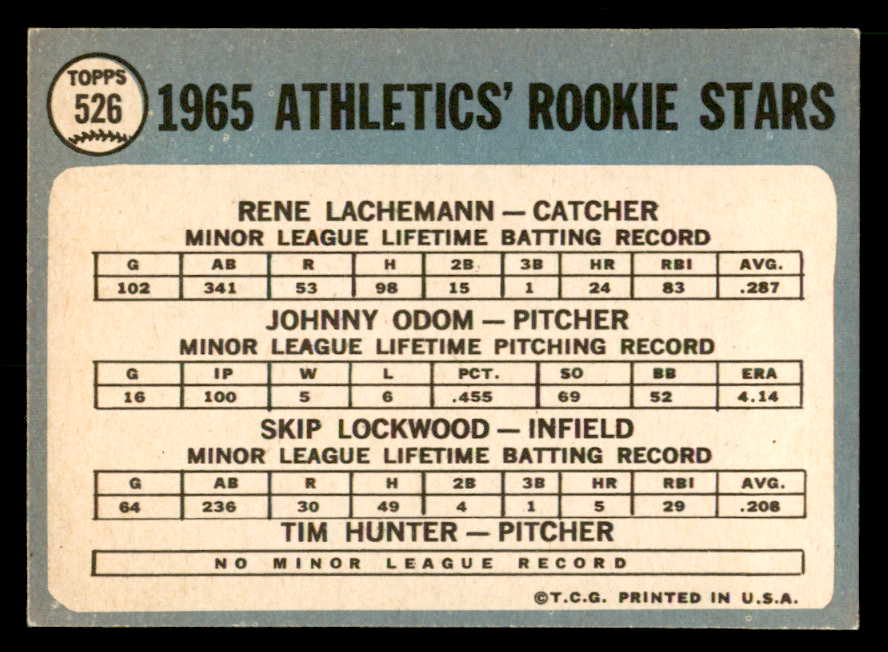 TOPPS
526
1965 ATHLETICS' ROOKIE STARS
RENE LACHEMANN — CATCHER
MINOR LEAGUE LIFETIME BATTING RECORD
G AB R H 2B 3B HR RBI AVG.
102 341 53 98 15 1 24 83 .287
JOHNNY ODOM — PITCHER
MINOR LEAGUE LIFETIME PITCHING RECORD
G IP W L PCT. SO BB ERA
16 100 5 6 .455 69 52 4.14
SKIP LOCKWOOD — INFIELD
MINOR LEAGUE LIFETIME BATTING RECORD
G AB R H 2B 3B HR RBI AVG.
64 236 30 49 4 1 5 29 .208
TIM HUNTER — PITCHER
NO MINOR LEAGUE RECORD
©T.C.G. PRINTED IN U.S.A.